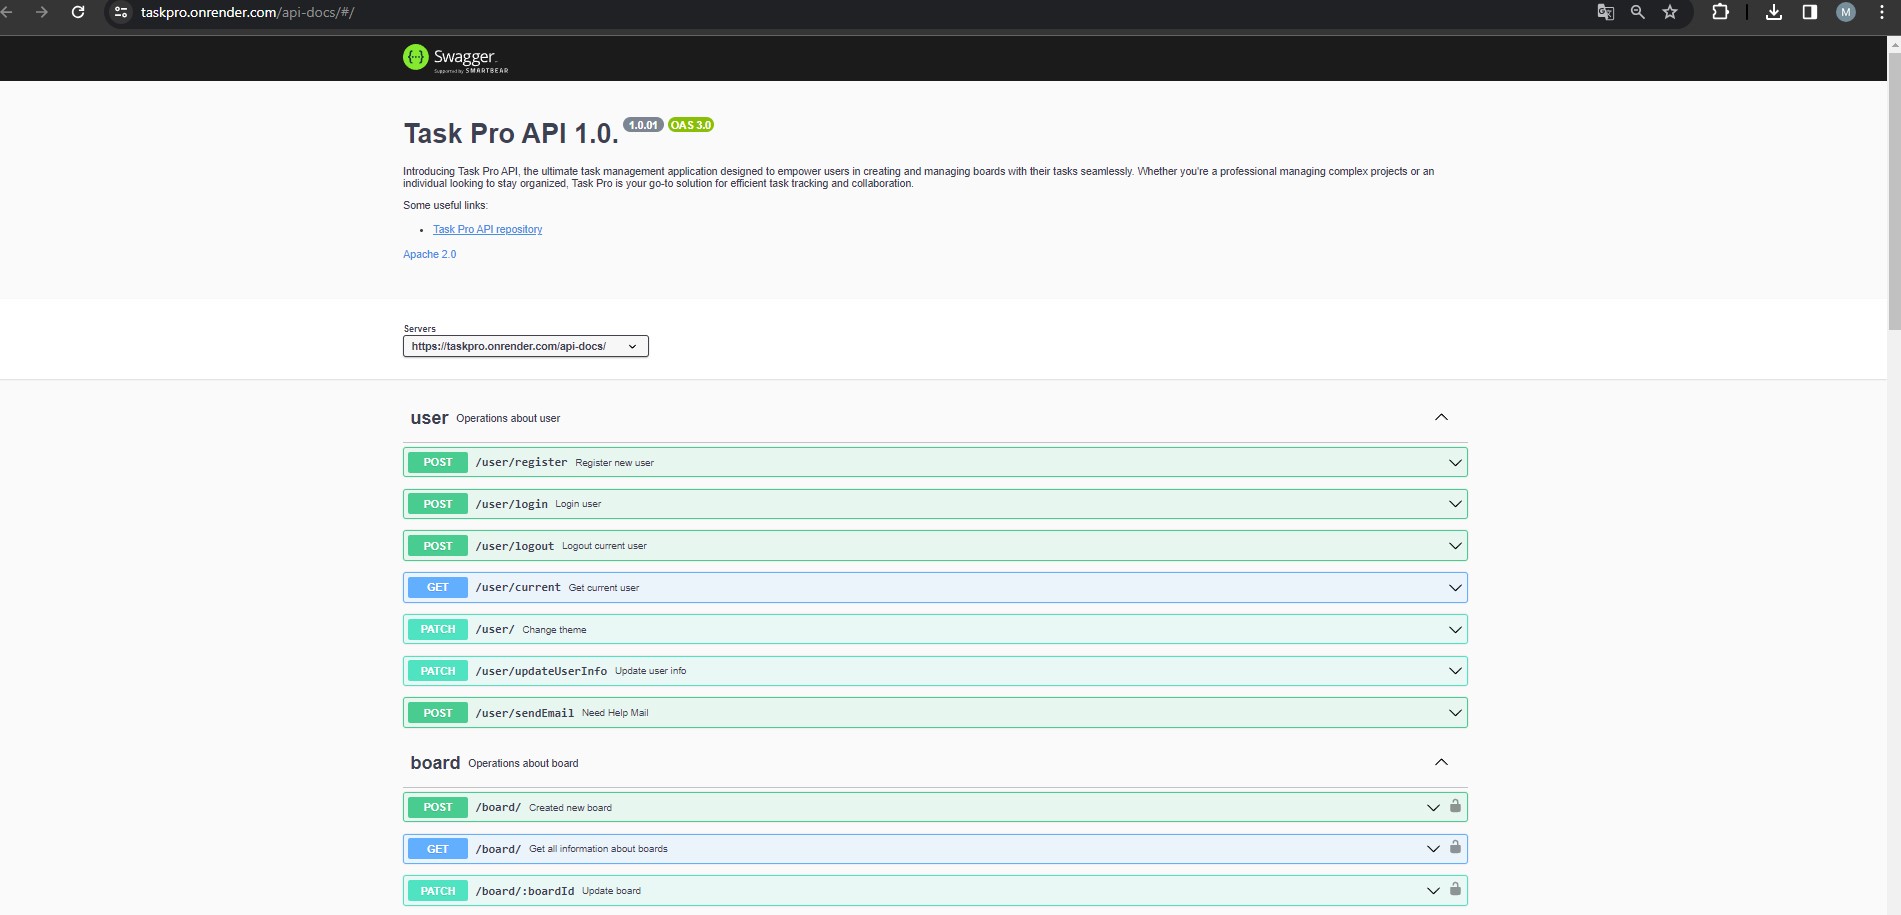 taskpro.onrender.com/api-docs/#/
M
Swagger
Supported by SMARTBEAR
Task Pro API 1.0. 1.0.01 OAS 3.0
Introducing Task Pro API, the ultimate task management application designed to empower users in creating and managing boards with their tasks seamlessly. Whether you're a professional managing complex projects or an
individual looking to stay organized, Task Pro is your go-to solution for efficient task tracking and collaboration.
Some useful links:
• Task Pro API repository
Apache 2.0
Servers
https://taskpro.onrender.com/api-docs/
user Operations about user
POST /user/register Register new user
POST /user/login Login user
POST /user/logout Logout current user
GET /user/current Get current user
PATCH /user/ Change theme
PATCH /user/updateUserInfo Update user info
POST /user/sendEmail Need Help Mail
board Operations about board
POST /board/ Created new board
GET /board/ Get all information about boards
PATCH /board/:boardId Update board